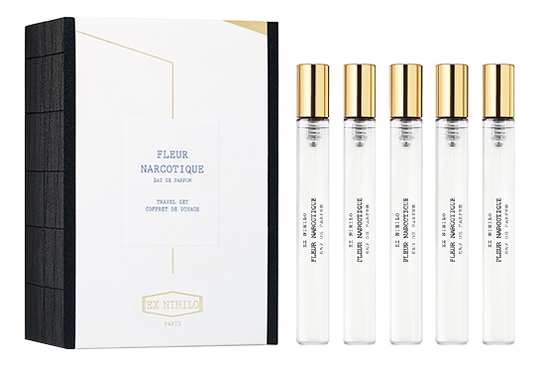 FLEUR
NARCOTIQUE
EAU DE PARFUM
TRAVEL SET
COFFRET DE VOYAGE
EX NIHILO
PARIS
EX NIHILO
FLEUR NARCOTIQUE
EAU DE PARFUM
EX NIHILO
FLEUR NARCOTIQUE
EAU DE PARFUM
EX NIHILO
FLEUR NARCOTIQUE
EAU DE PARFUM
EX NIHILO
FLEUR NARCOTIQUE
EAU DE PARFUM
EX NIHILO
FLEUR NARCOTIQUE
EAU DE PARFUM